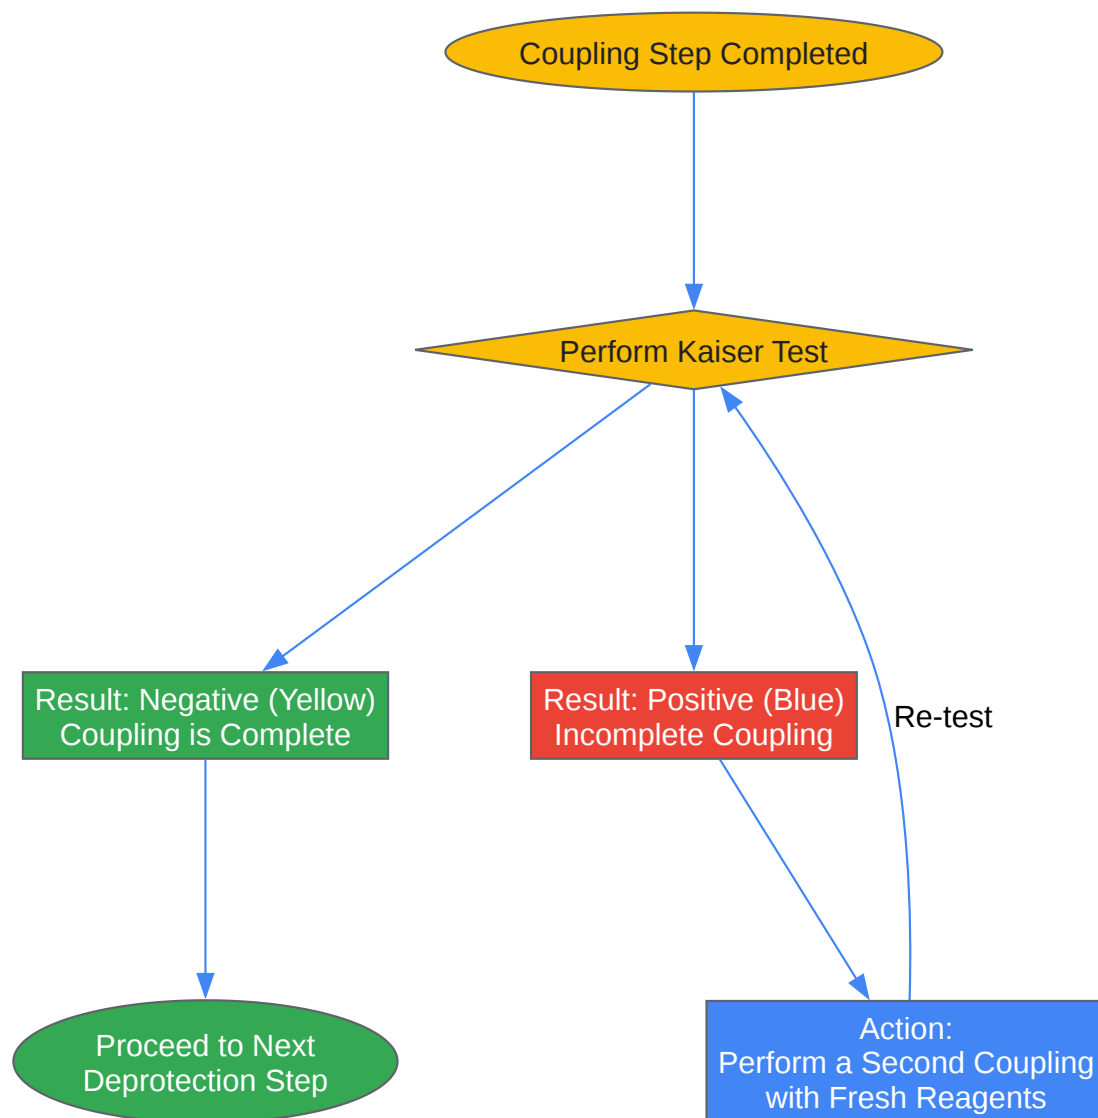 Coupling Step Completed
Perform Kaiser Test
Result: Negative (Yellow)
Coupling is Complete
Result: Positive (Blue)
Incomplete Coupling
Re-test
Proceed to Next
Deprotection Step
Action:
Perform a Second Coupling
with Fresh Reagents